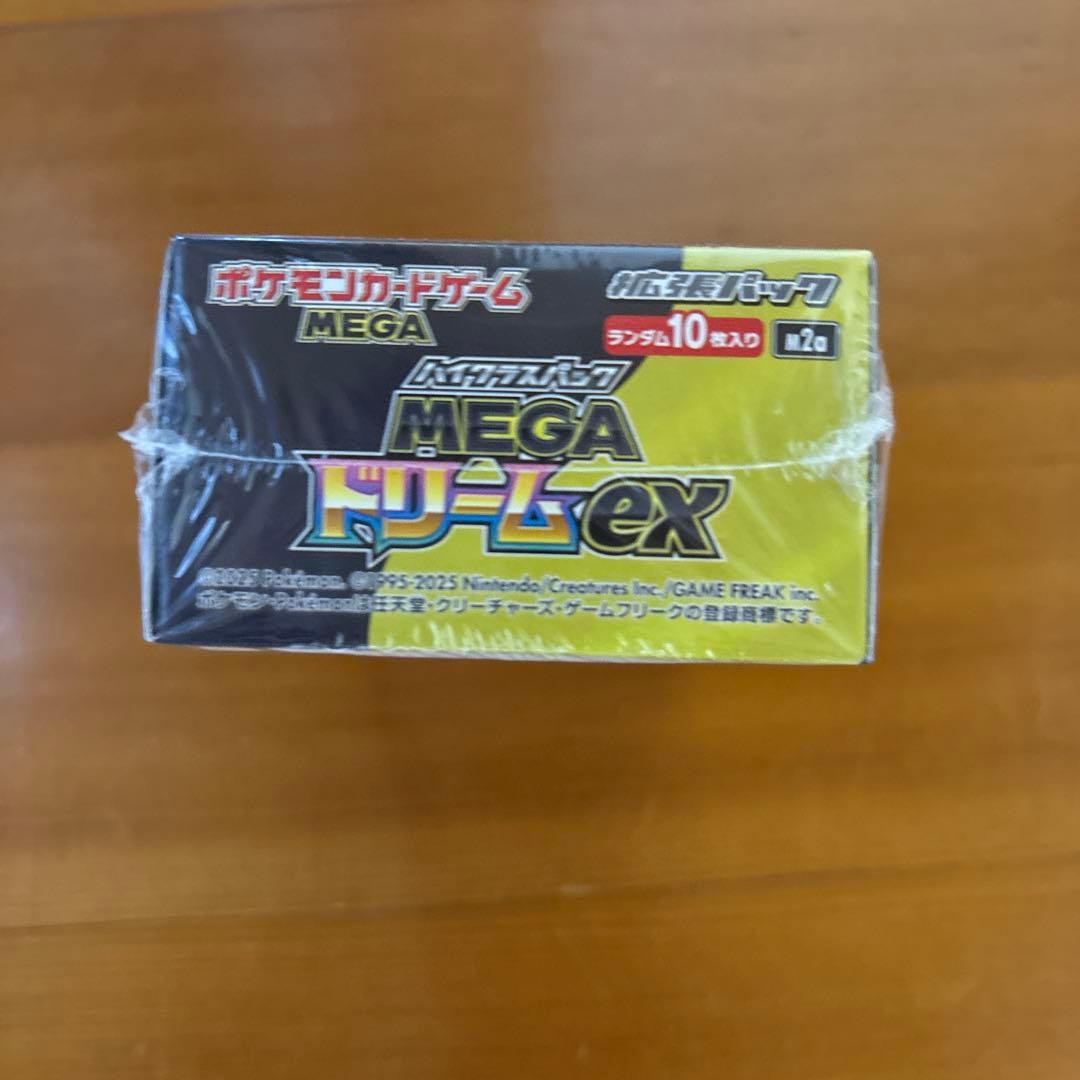 ポケモンカードゲーム
MEGA
拡張パック
ランダム10枚入り
M2a
ハイクラスパック
MEGA
ドリームex
©2025 Pokémon. ©1995-2025 Nintendo/Creatures Inc./GAME FREAK inc.
ポケモン・Pokémonは任天堂・クリーチャーズ・ゲームフリークの登録商標です。